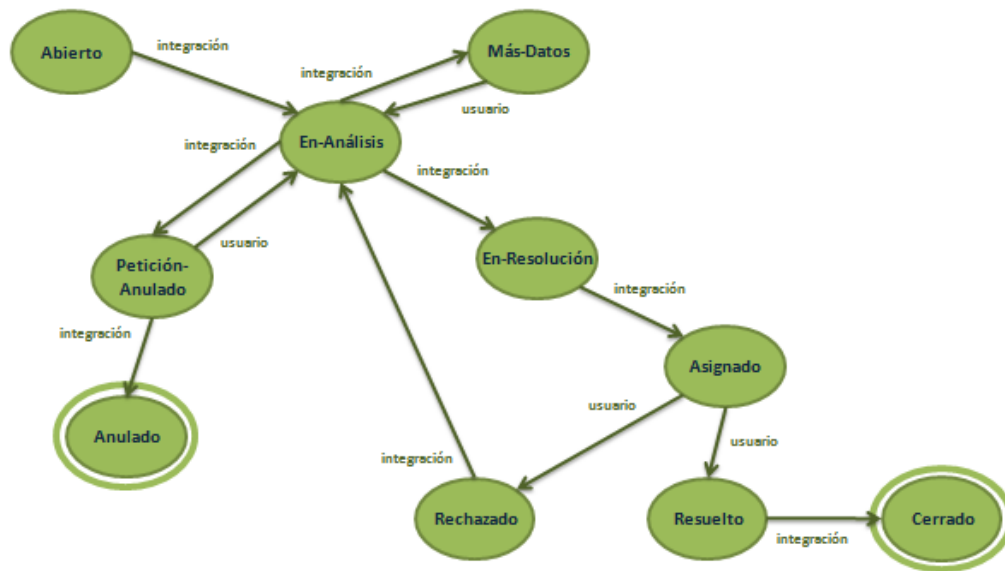 Abierto
integración
Más-Datos
integración
usuario
En-Análisis
integración
integración
usuario
Petición-
Anulado
En-Resolución
integración
integración
Asignado
Anulado
usuario
usuario
integración
Rechazado
Resuelto
integración
Cerrado